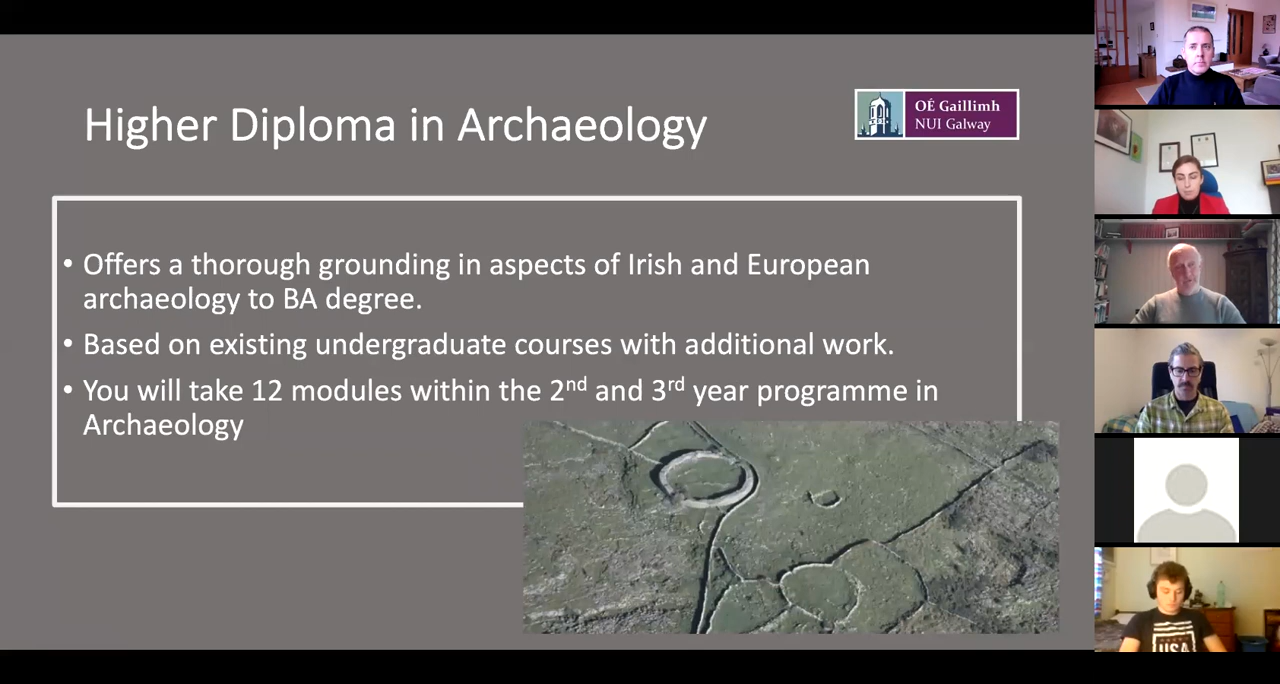 Higher Diploma in Archaeology
OÉ Gaillimh
NUI Galway
• Offers a thorough grounding in aspects of Irish and European
archaeology to BA degree.
• Based on existing undergraduate courses with additional work.
• You will take 12 modules within the 2nd and 3rd year programme in
Archaeology
USA